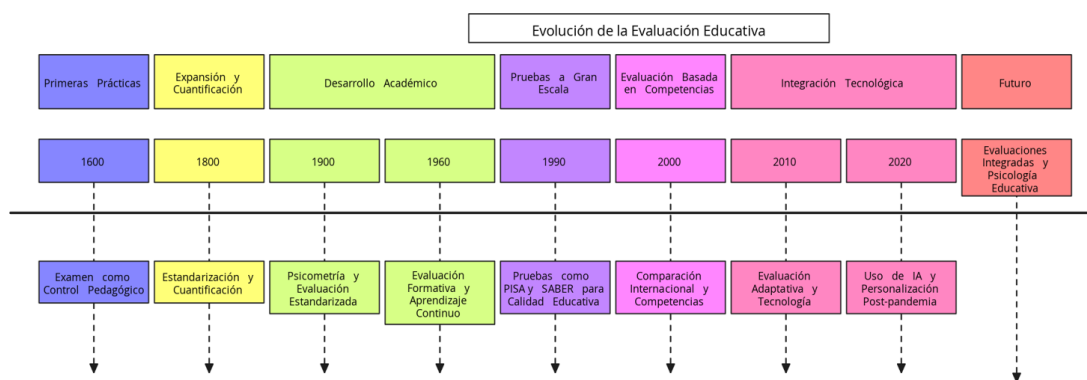 Evolución de la Evaluación Educativa
Primeras Prácticas
Expansión y
Cuantificación
Desarrollo Académico
Pruebas a Gran
Escala
Evaluación Basada
en Competencias
Integración Tecnológica
Futuro
1600
1800
1900
1960
1990
2000
2010
2020
Evaluaciones
Integradas y
Psicología
Educativa
Examen como
Control Pedagógico
Estandarización y
Cuantificación
Psicometría y
Evaluación
Estandarizada
Evaluación
Formativa y
Aprendizaje
Continuo
Pruebas como
PISA y SABER para
Calidad Educativa
Comparación
Internacional y
Competencias
Evaluación
Adaptativa y
Tecnología
Uso de IA y
Personalización
Post-pandemia